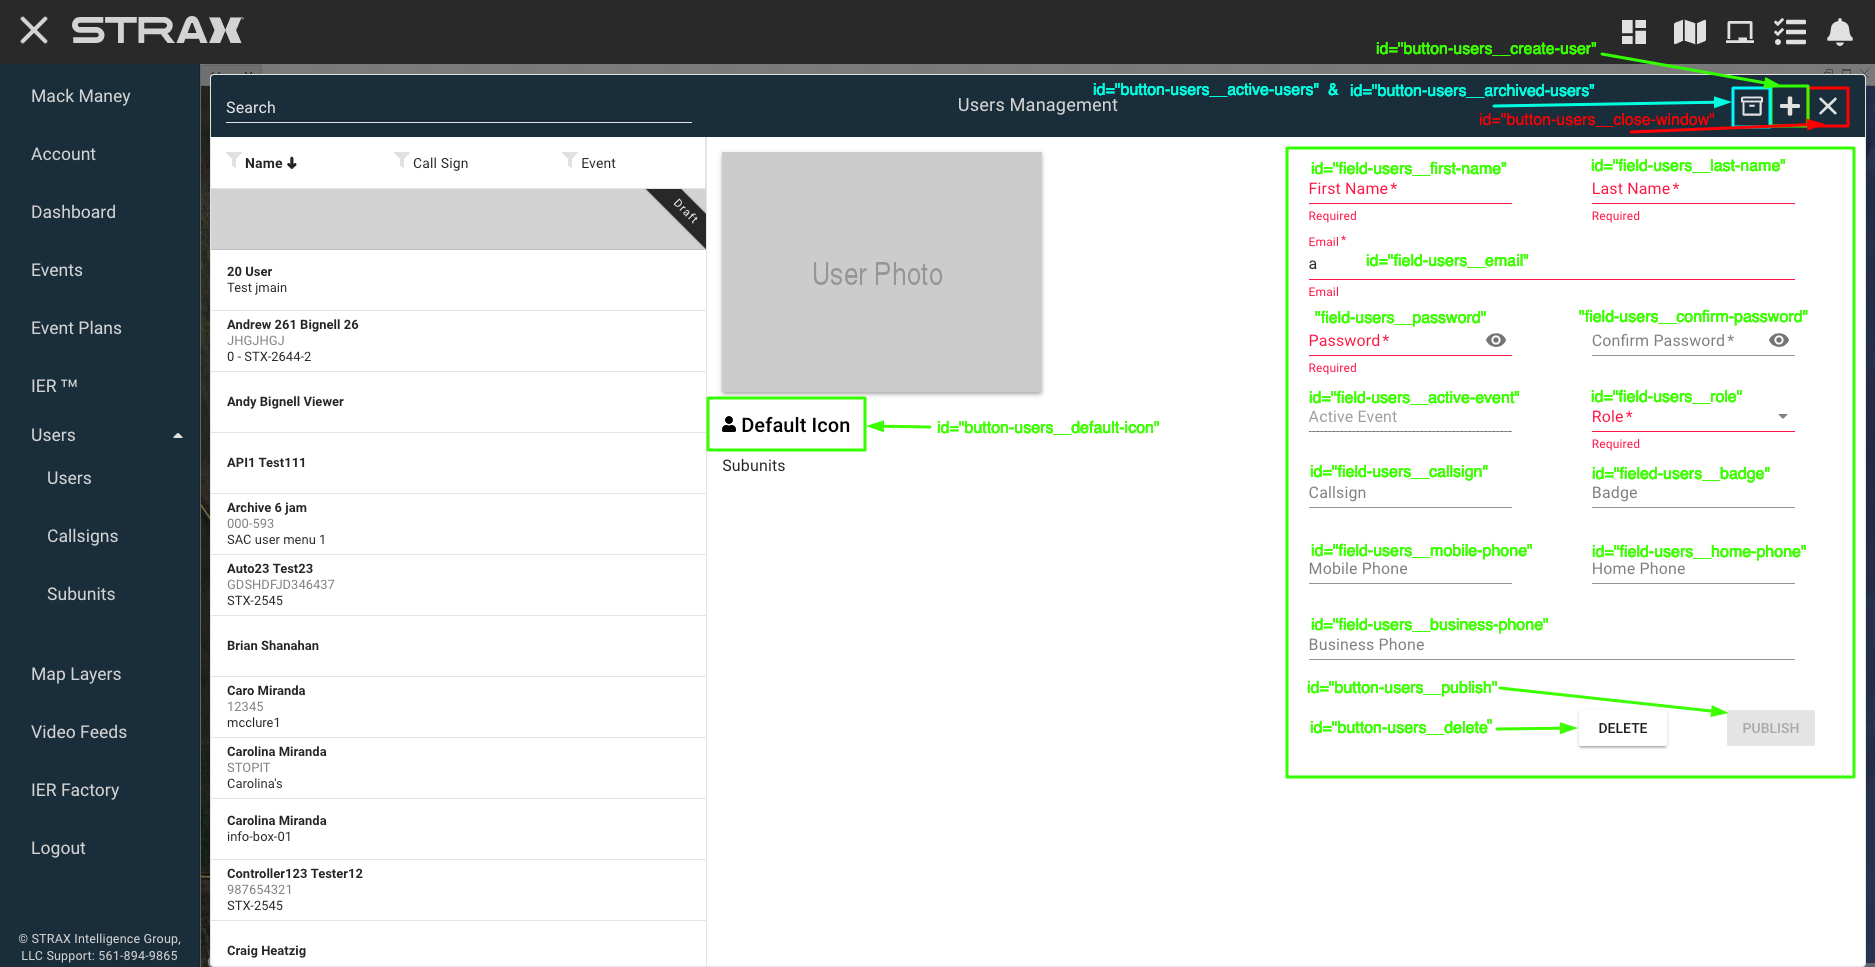 STRAX
id="button-users__create-user"
Mack Maney
Account
Dashboard
Events
Event Plans
IER ™
Users
Users
Callsigns
Subunits
Map Layers
Video Feeds
IER Factory
Logout
© STRAX Intelligence Group,
LLC Support: 561-894-9865
Search
Users Management
id="button-users__active-users" & id="button-users__archived-users"
id="button-users__close-window"
Name Call Sign Event
Draft
20 User
Test jmain
Andrew 261 Bignell 26
JHGJHGJ
0 - STX-2644-2
Andy Bignell Viewer
API1 Test111
Archive 6 jam
000-593
SAC user menu 1
Auto23 Test23
GDSHDFJD346437
STX-2545
Brian Shanahan
Caro Miranda
12345
mcclure1
Carolina Miranda
STOPIT
Carolina's
Carolina Miranda
info-box-01
Controller123 Tester12
987654321
STX-2545
Craig Heatzig
User Photo
Default Icon
id="button-users__default-icon"
Subunits
id="field-users__first-name" id="field-users__last-name"
First Name* Last Name*
Required Required
Email*
a id="field-users__email"
Email
"field-users__password" "field-users__confirm-password"
Password* Confirm Password*
Required
id="field-users__active-event" id="field-users__role"
Active Event Role*
Required
id="field-users__callsign" id="fieled-users__badge"
Callsign Badge
id="field-users__mobile-phone" id="field-users__home-phone"
Mobile Phone Home Phone
id="field-users__business-phone"
Business Phone
id="button-users__publish"
id="button-users__delete" DELETE PUBLISH